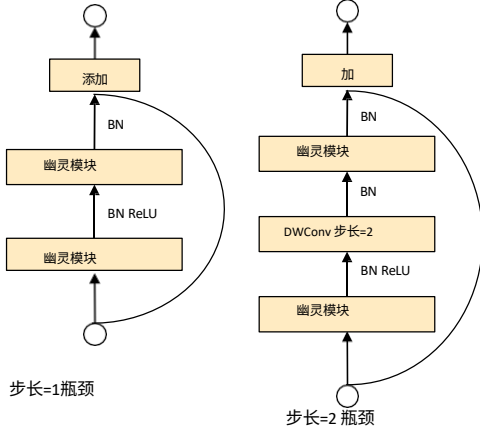 添加
BN
幽灵模块
BN ReLU
幽灵模块
步长=1瓶颈
加
BN
幽灵模块
BN
DWConv 步长=2
BN ReLU
幽灵模块
步长=2 瓶颈